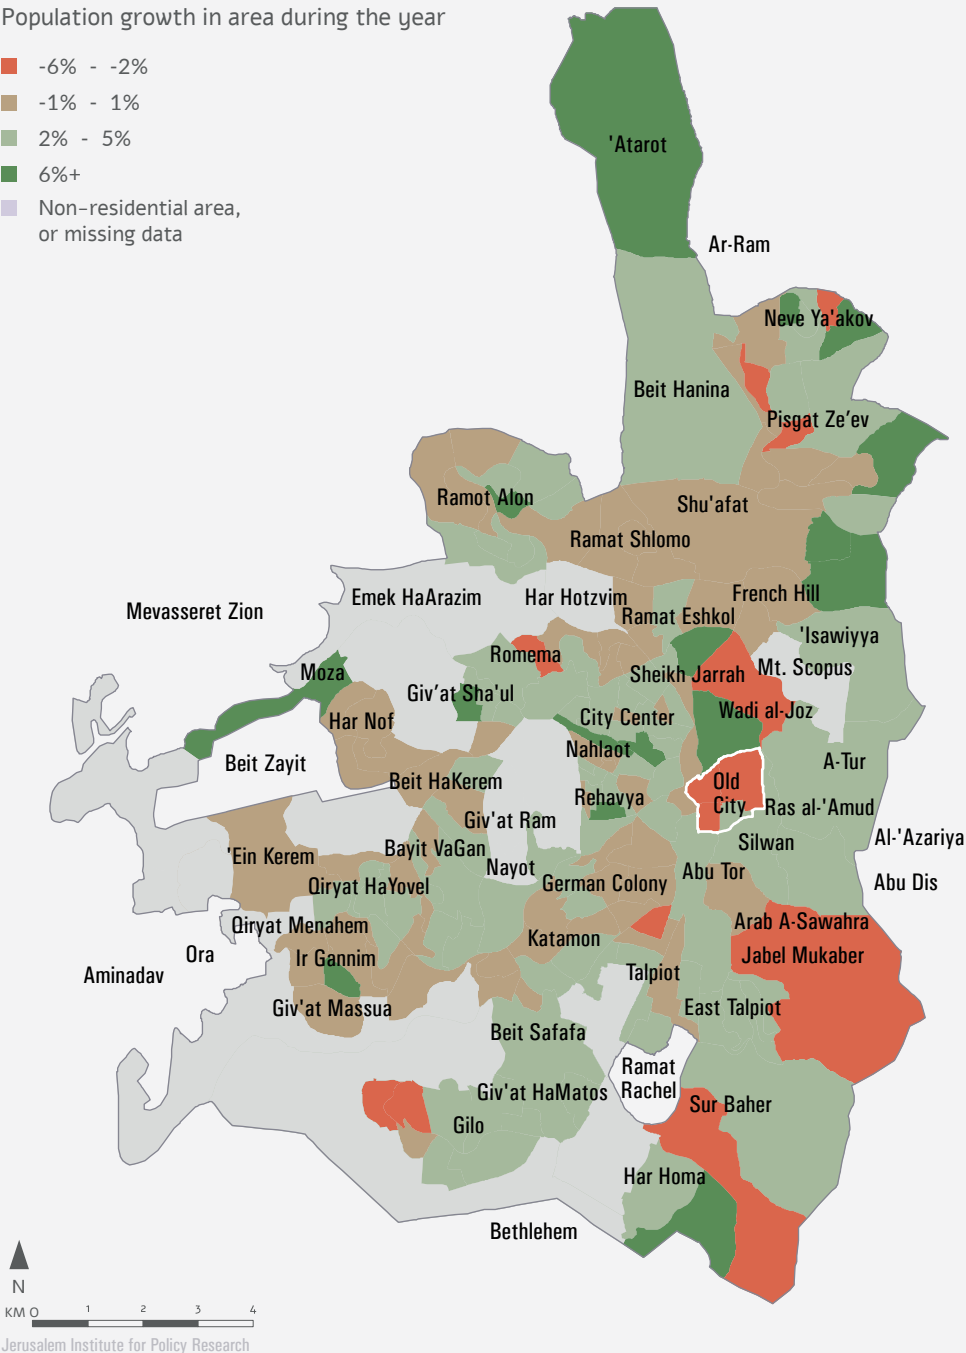 Population growth in area during the year
-6% - -2%
-1% - 1%
2% - 5%
6%+
Non-residential area,
or missing data
'Atarot
Ar-Ram
Neve Ya'akov
Beit Hanina
Pisgat Ze’ev
Ramot Alon
Shu'afat
Ramat Shlomo
Emek HaArazim
Har Hotzvim
French Hill
Mevasseret Zion
Ramat Eshkol
'Isawiyya
Romema
Moza
Sheikh Jarrah
Mt. Scopus
Giv’at Sha'ul
Har Nof
City Center
Wadi al-Joz
Nahlaot
Beit Zayit
A-Tur
Beit HaKerem
Old
City
Rehavya
Ras al-'Amud
Giv'at Ram
Al-'Azariya
Silwan
Bayit VaGan
'Ein Kerem
Nayot
Abu Tor
Abu Dis
Qiryat HaYovel
German Colony
Qiryat Menahem
Arab A-Sawahra
Katamon
Ora
Ir Gannim
Jabel Mukaber
Aminadav
Talpiot
Giv'at Massua
East Talpiot
Beit Safafa
Ramat
Rachel
Giv'at HaMatos
Sur Baher
Gilo
Har Homa
Bethlehem
N
KM 0 1 2 3 4
Jerusalem Institute for Policy Research